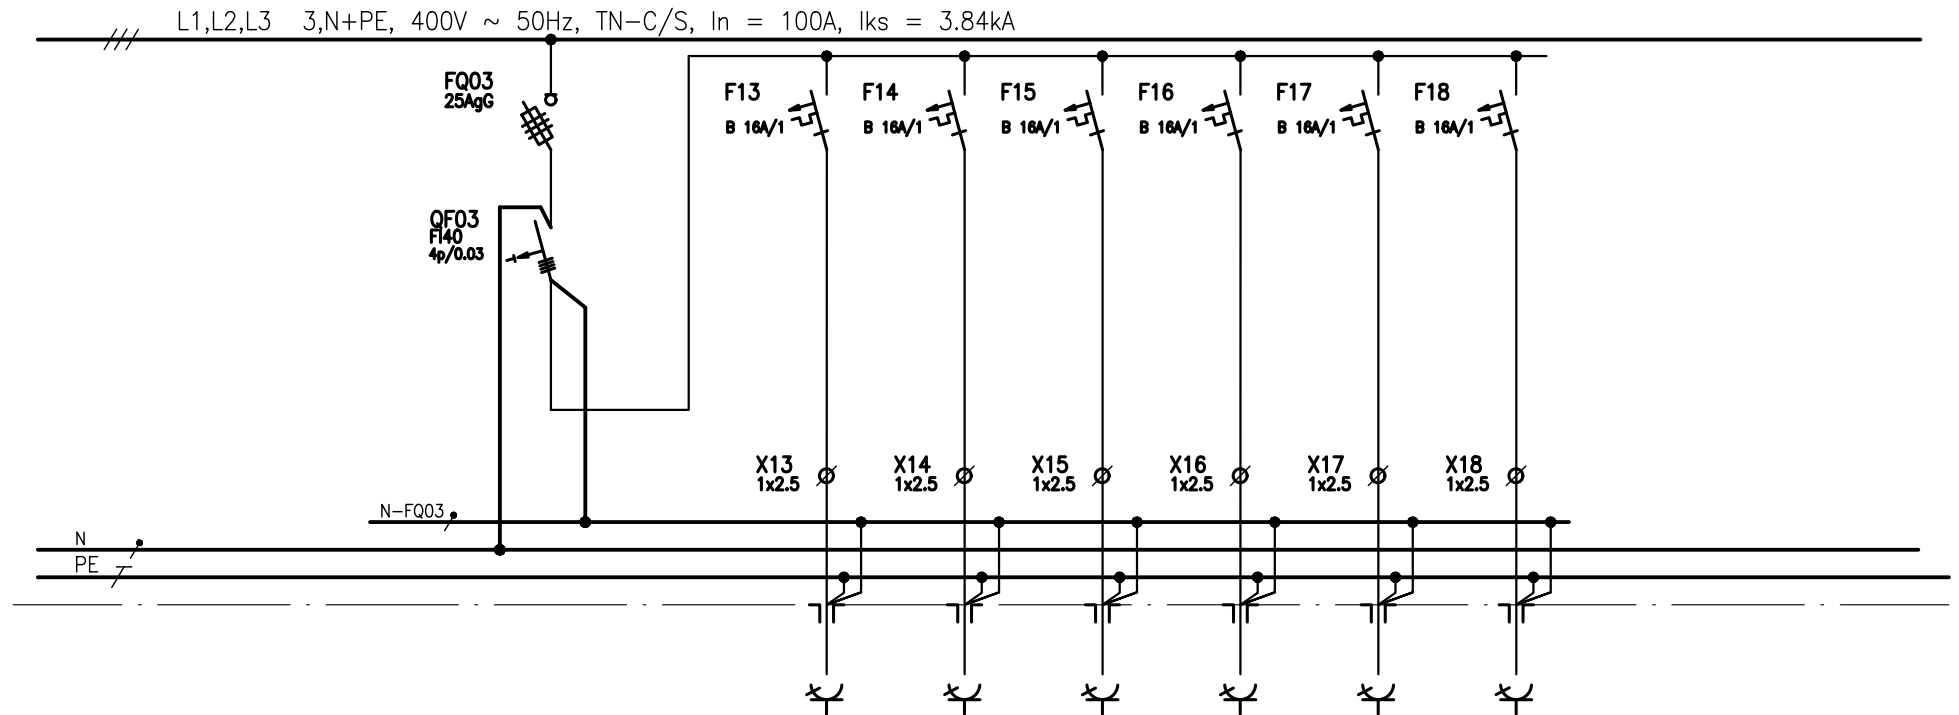 L1,L2,L3 3,N+PE, 400V ~ 50Hz, TN-C/S, In = 100A, Iks = 3.84kA
FQ03
25AgG
F13
B 16A/1
F14
B 16A/1
F15
B 16A/1
F16
B 16A/1
F17
B 16A/1
F18
B 16A/1
QF03
FI40
4p/0.03
X13
1x2.5
X14
1x2.5
X15
1x2.5
X16
1x2.5
X17
1x2.5
X18
1x2.5
N-FQ03
N
PE